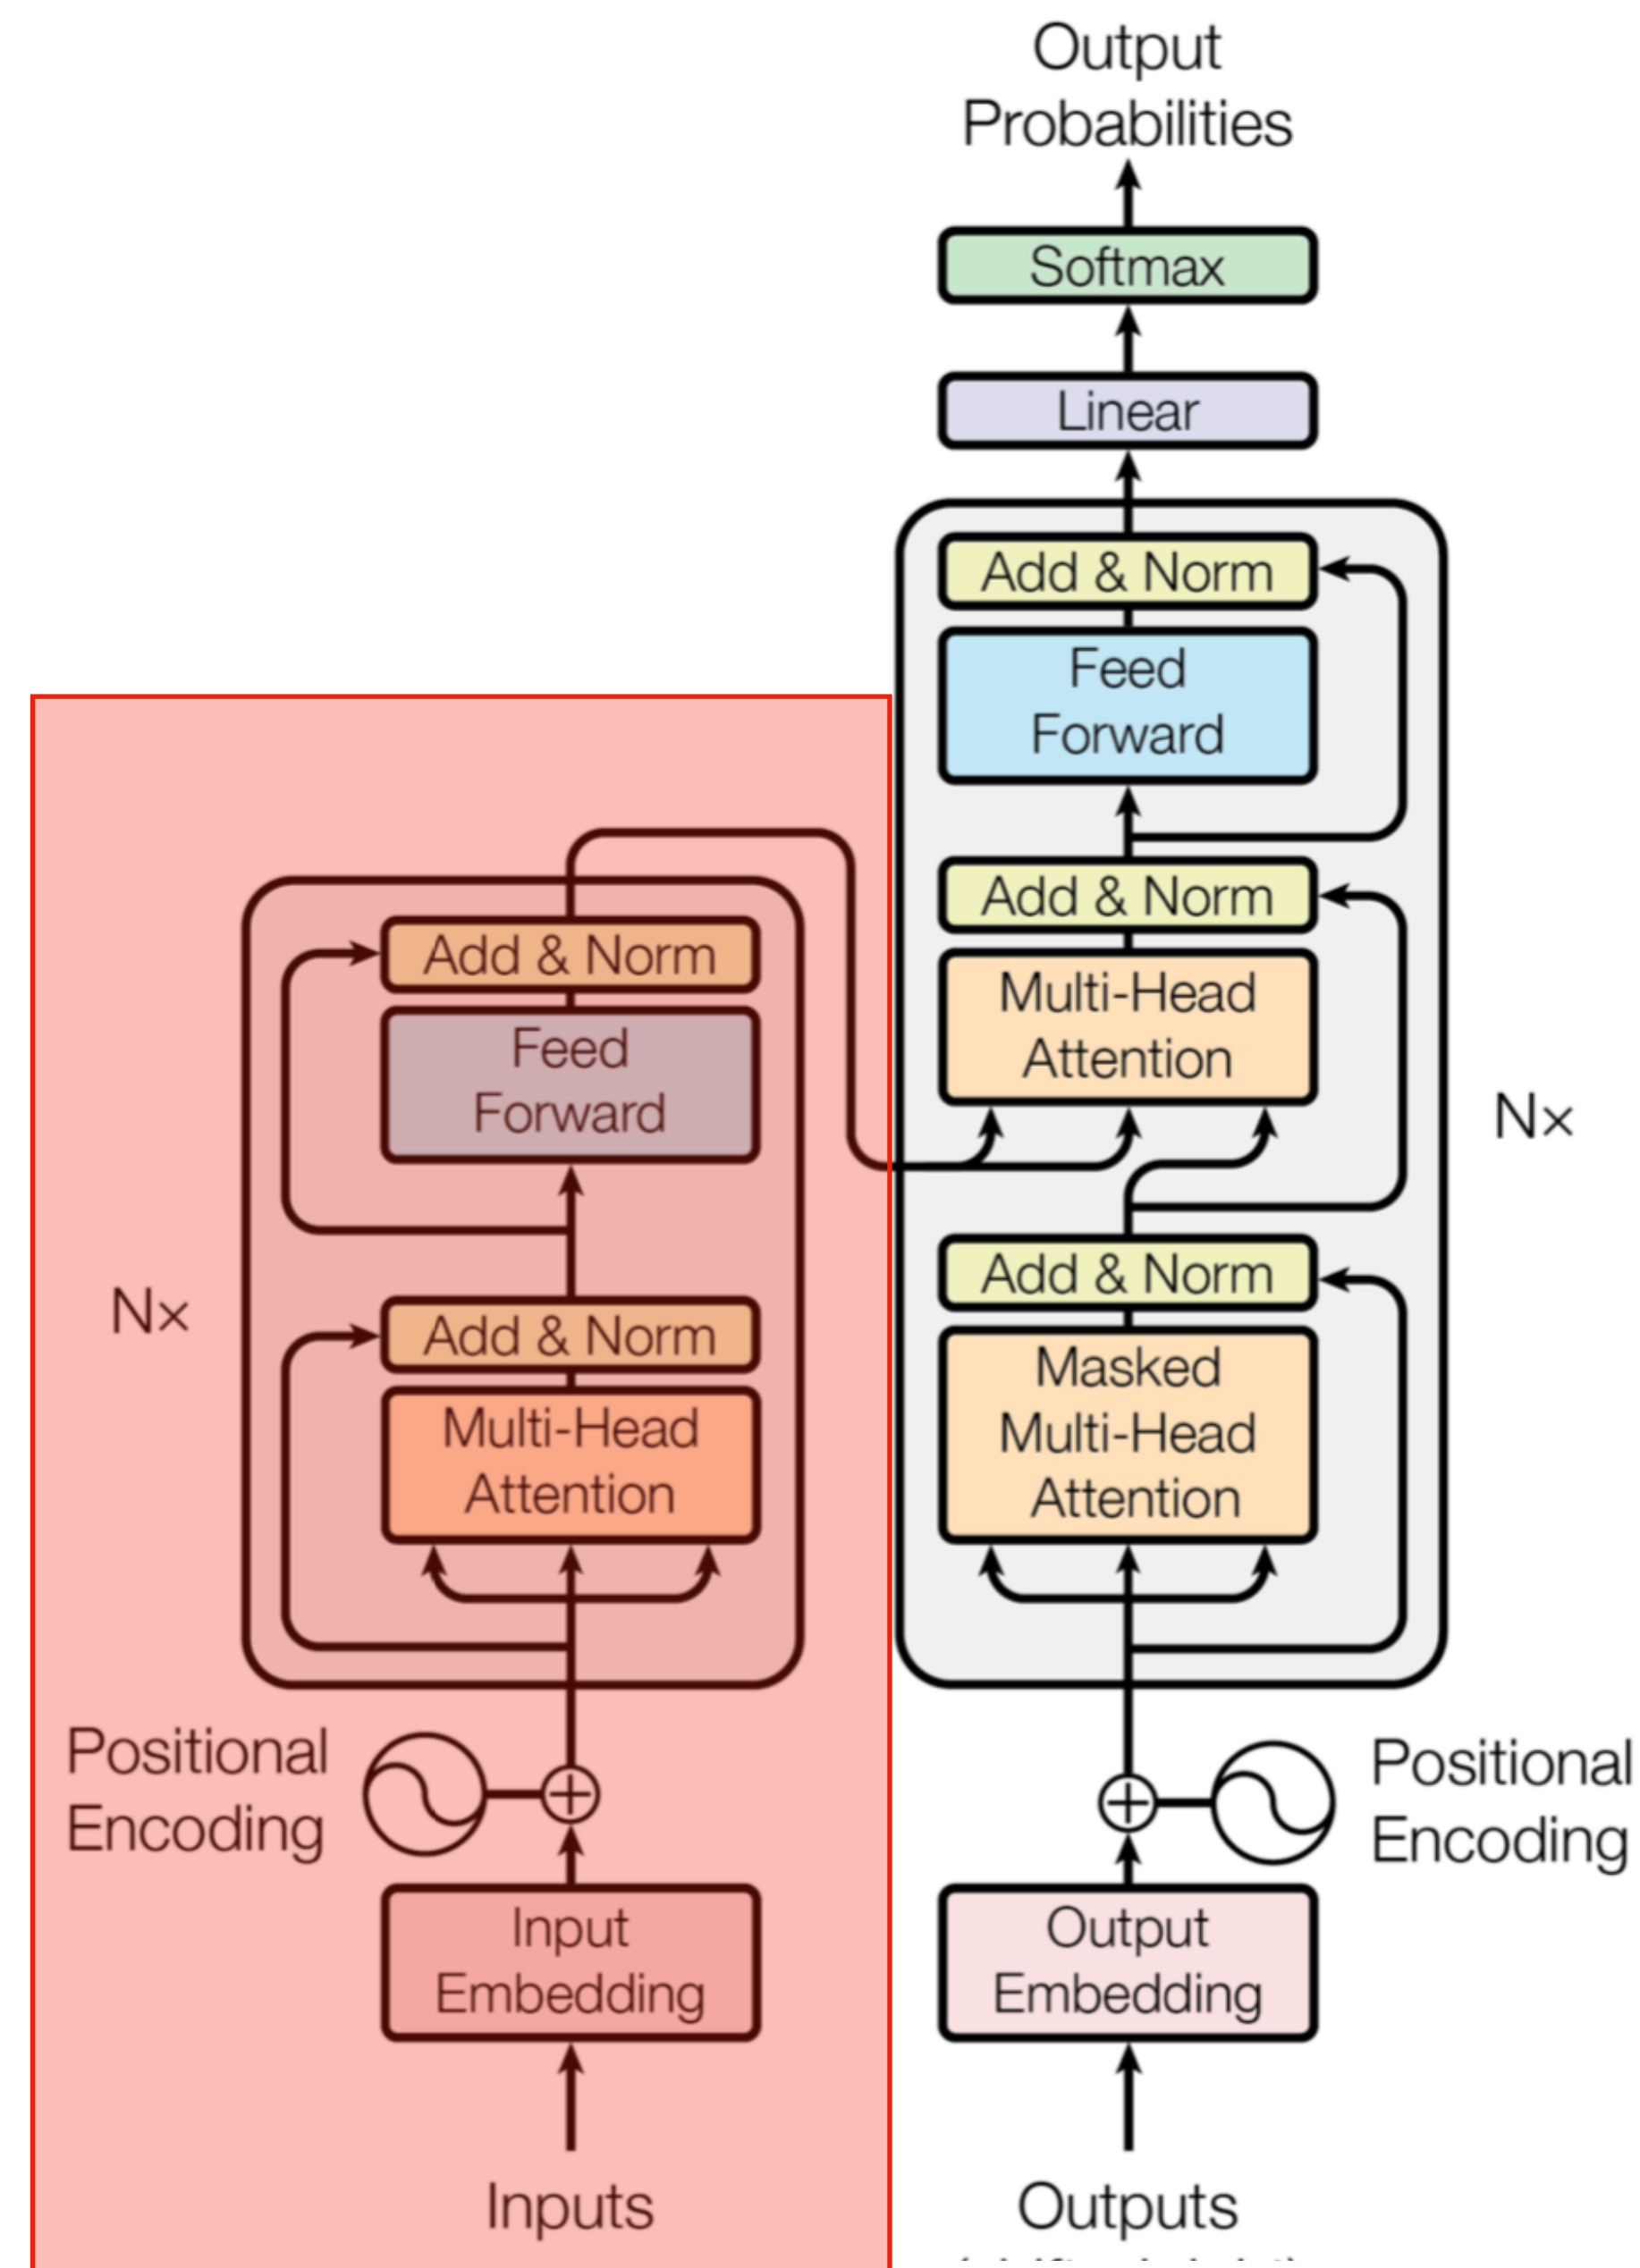 Output
Probabilities
Softmax
Linear
Add & Norm
Feed
Forward
Add & Norm
Multi-Head
Attention
Nx
Add & Norm
Masked
Multi-Head
Attention
Add & Norm
Feed
Forward
Nx
Add & Norm
Multi-Head
Attention
Positional
Encoding
Positional
Encoding
Input
Embedding
Output
Embedding
Inputs
Outputs